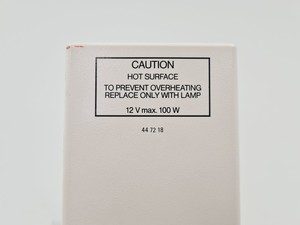 CAUTION
HOT SURFACE
TO PREVENT OVERHEATING
REPLACE ONLY WITH LAMP
12 V max. 100 W
44 72 18